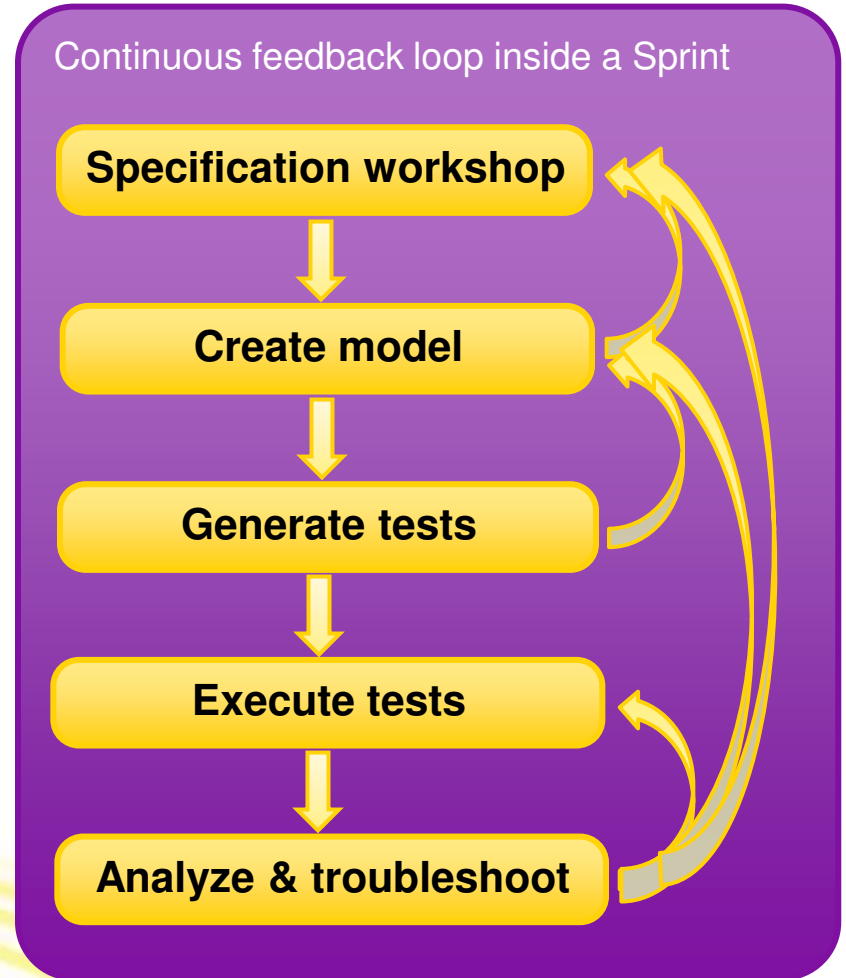 Continuous feedback loop inside a Sprint
Specification workshop
Create model
Generate tests
Execute tests
Analyze & troubleshoot